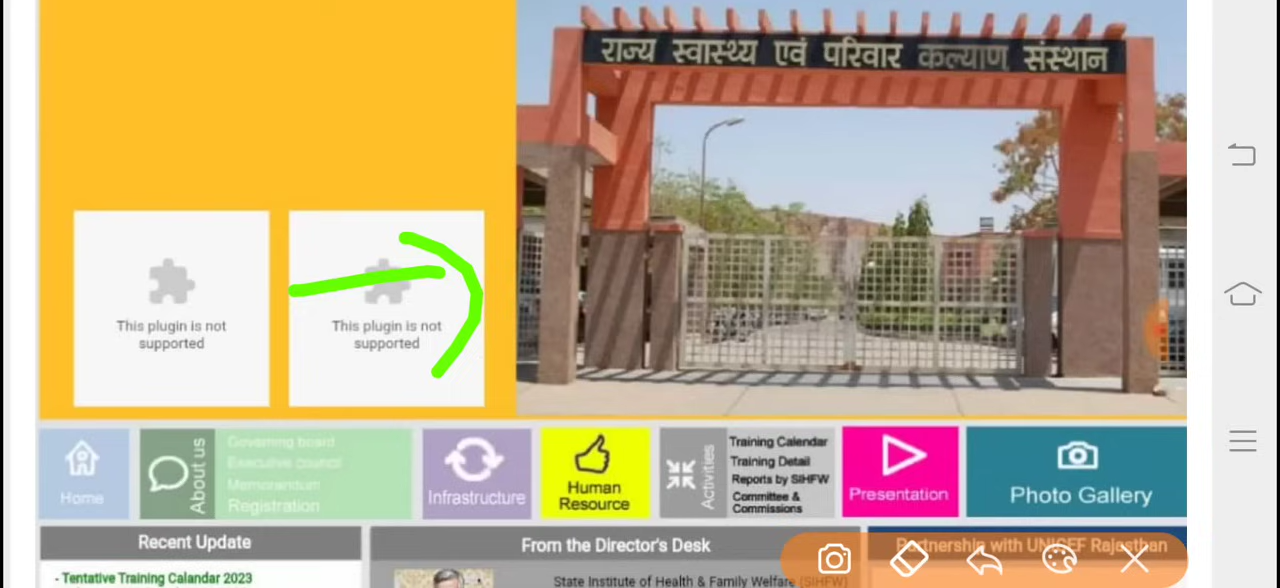 राज्य स्वास्थ्य एवं परिवार कल्याण संस्थान
This plugin is not
supported
This plugin is not
supported
Home
About us
Governing board
Executive council
Memorandum
Registration
Infrastructure
Human
Resource
Activities
Training Calendar
Training Detail
Reports by SIHFW
Committee &
Commissions
Presentation
Photo Gallery
Recent Update
From the Director's Desk
Partnership with UNICEF Rajasthan
- Tentative Training Calandar 2023
State Institute of Health & Family Welfare (SIHFW)